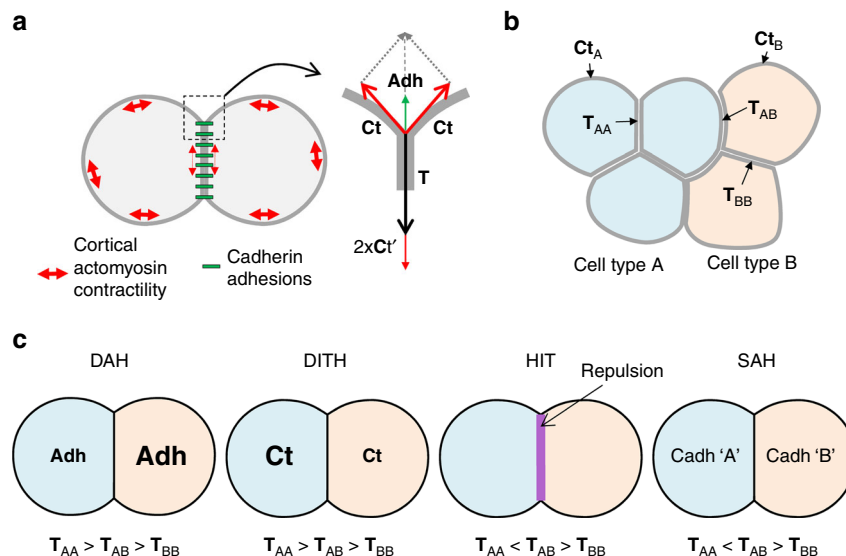 a
Adh
Ct
Ct
T
2xCt′
Cortical
actomyosin
contractility
Cadherin
adhesions
b
Ct_A
Ct_B
T_AA
T_AB
T_BB
Cell type A
Cell type B
c
DAH
DITH
HIT
SAH
Repulsion
Adh
Adh
Ct
Ct
Cadh 'A'
Cadh 'B'
T_AA > T_AB > T_BB
T_AA > T_AB > T_BB
T_AA < T_AB > T_BB
T_AA < T_AB > T_BB